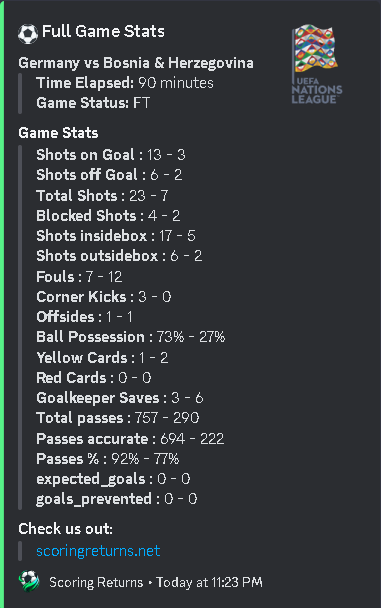 Full Game Stats
Germany vs Bosnia & Herzegovina
Time Elapsed: 90 minutes
Game Status: FT
UEFA
NATIONS
LEAGUE
Game Stats
Shots on Goal : 13 - 3
Shots off Goal : 6 - 2
Total Shots : 23 - 7
Blocked Shots : 4 - 2
Shots insidebox : 17 - 5
Shots outsidebox : 6 - 2
Fouls : 7 - 12
Corner Kicks : 3 - 0
Offsides : 1 - 1
Ball Possession : 73% - 27%
Yellow Cards : 1 - 2
Red Cards : 0 - 0
Goalkeeper Saves : 3 - 6
Total passes : 757 - 290
Passes accurate : 694 - 222
Passes % : 92% - 77%
expected_goals : 0 - 0
goals_prevented : 0 - 0
Check us out:
scoringreturns.net
Scoring Returns • Today at 11:23 PM